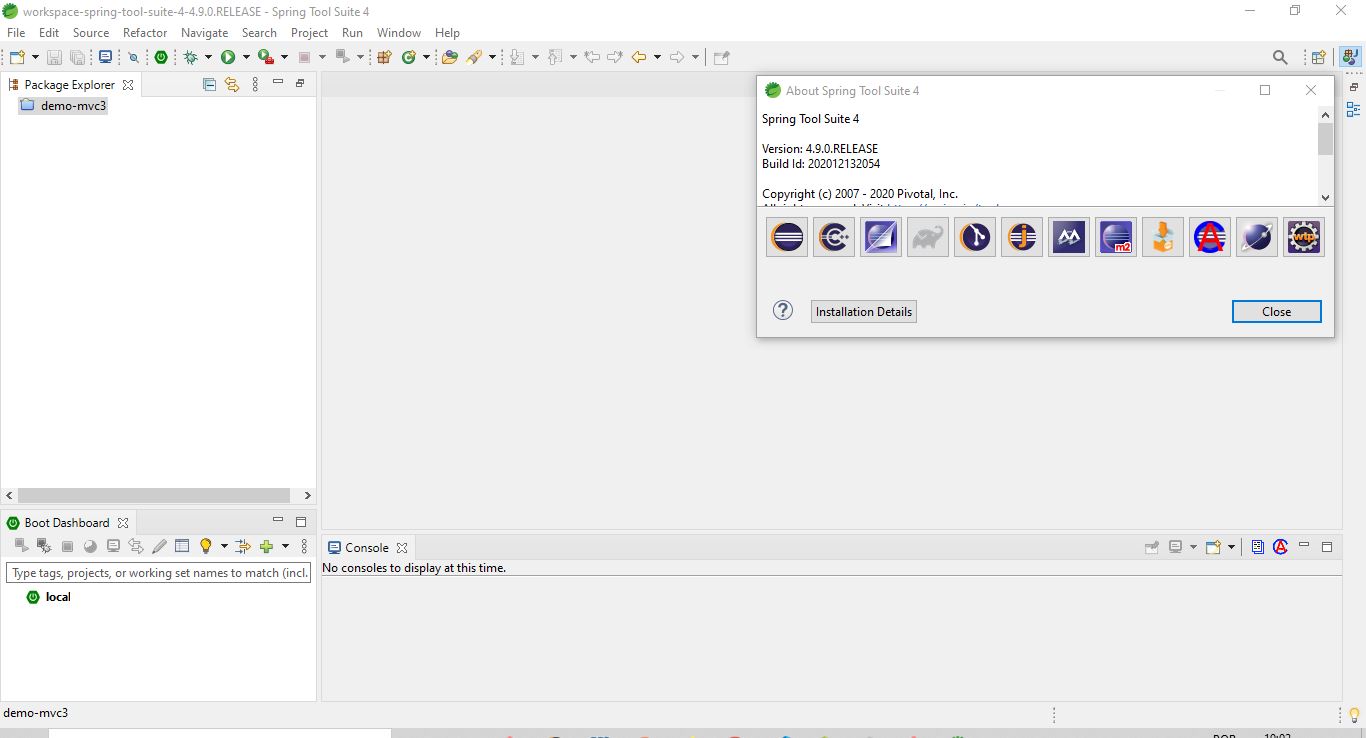 workspace-spring-tool-suite-4-4.9.0.RELEASE - Spring Tool Suite 4
File Edit Source Refactor Navigate Search Project Run Window Help
Package Explorer
demo-mvc3
About Spring Tool Suite 4
Spring Tool Suite 4
Version: 4.9.0.RELEASE
Build Id: 202012132054
Copyright (c) 2007 - 2020 Pivotal, Inc.
m2
wtp
Installation Details
Close
Boot Dashboard
Type tags, projects, or working set names to match (incl.
local
Console
No consoles to display at this time.
demo-mvc3